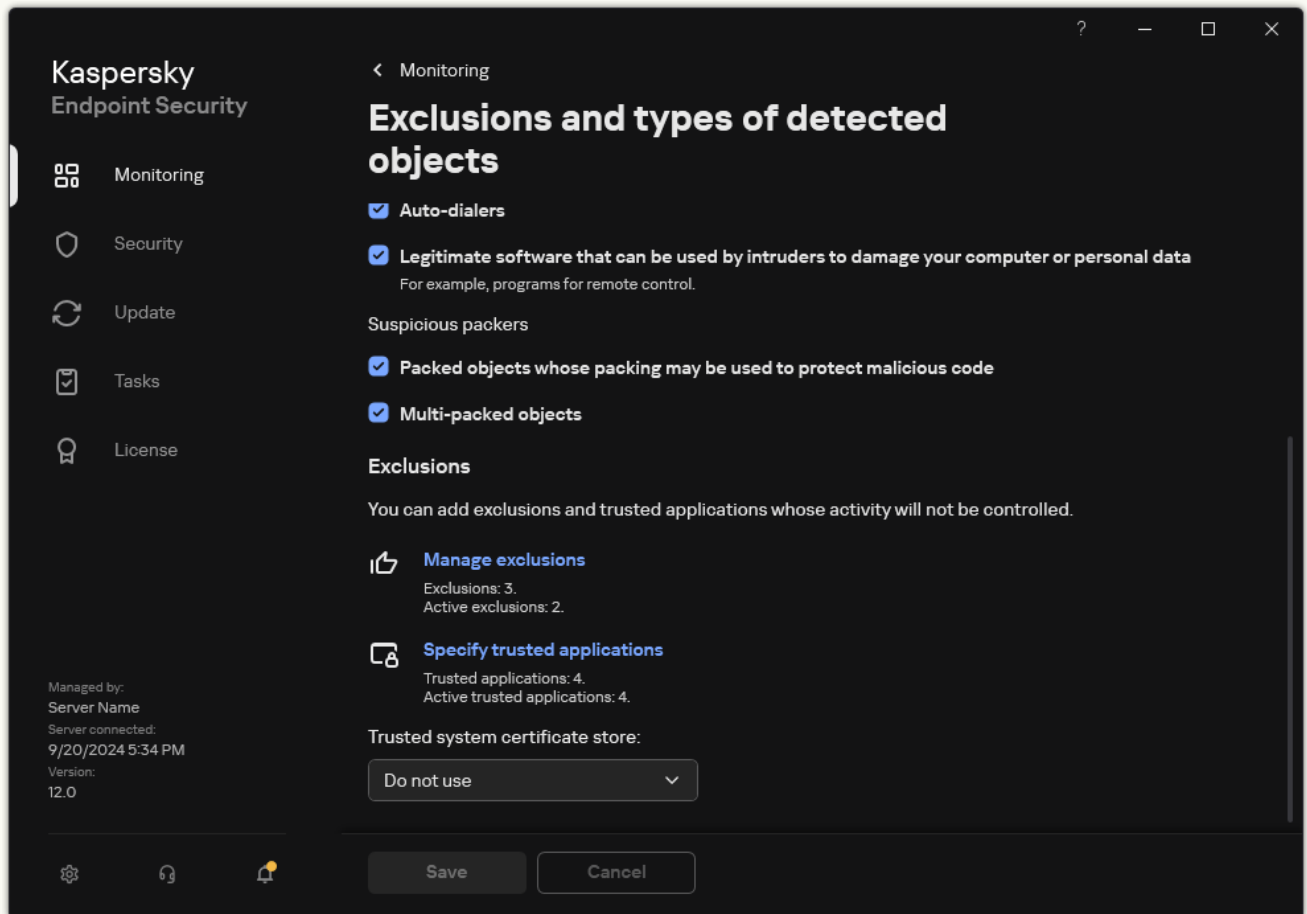 ?
Kaspersky
Endpoint Security
Monitoring
Security
Update
Tasks
License
Managed by:
Server Name
Server connected:
9/20/2024 5:34 PM
Version:
12.0
Monitoring
Exclusions and types of detected
objects
Auto-dialers
Legitimate software that can be used by intruders to damage your computer or personal data
For example, programs for remote control.
Suspicious packers
Packed objects whose packing may be used to protect malicious code
Multi-packed objects
Exclusions
You can add exclusions and trusted applications whose activity will not be controlled.
Manage exclusions
Exclusions: 3.
Active exclusions: 2.
Specify trusted applications
Trusted applications: 4.
Active trusted applications: 4.
Trusted system certificate store:
Do not use
Save
Cancel